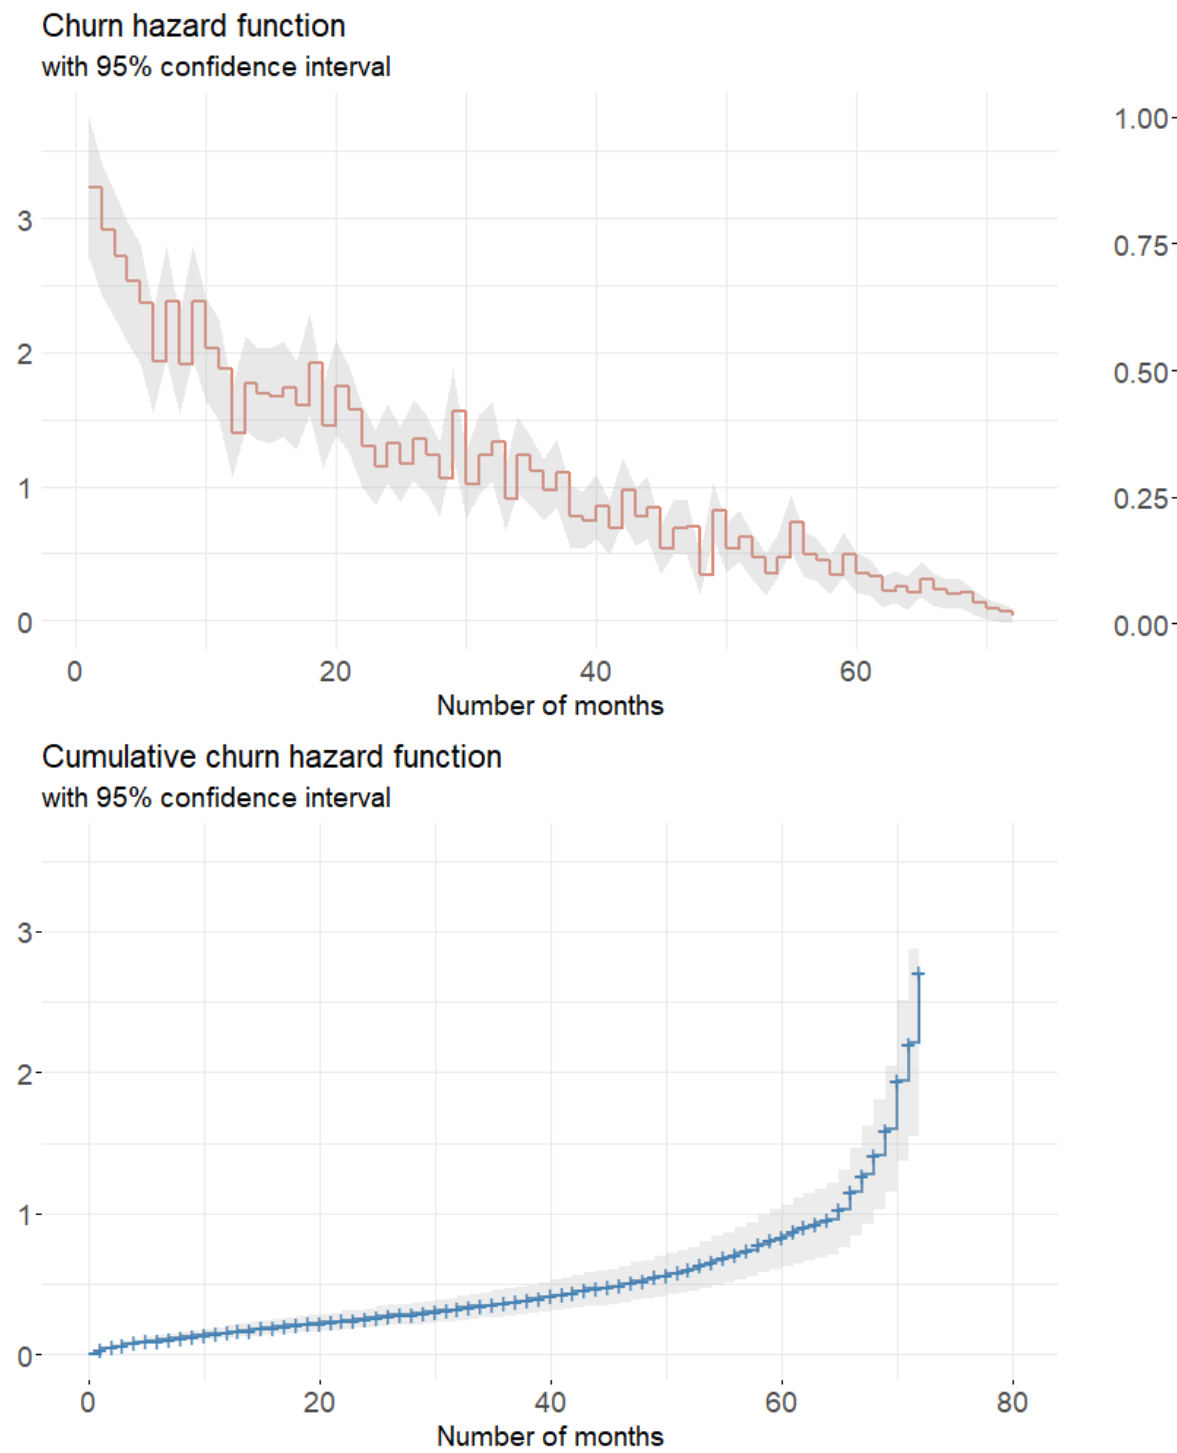 Churn hazard function
with 95% confidence interval
3
2
1
0
0 20 40 60
Number of months
1.00
0.75
0.50
0.25
0.00
Cumulative churn hazard function
with 95% confidence interval
3
2
1
0
0 20 40 60 80
Number of months